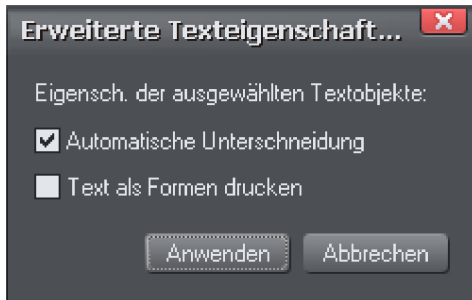 Erweiterte Texteigenschaft...
Eigensch. der ausgewählten Textobjekte:
Automatische Unterschneidung
Text als Formen drucken
Anwenden Abbrechen